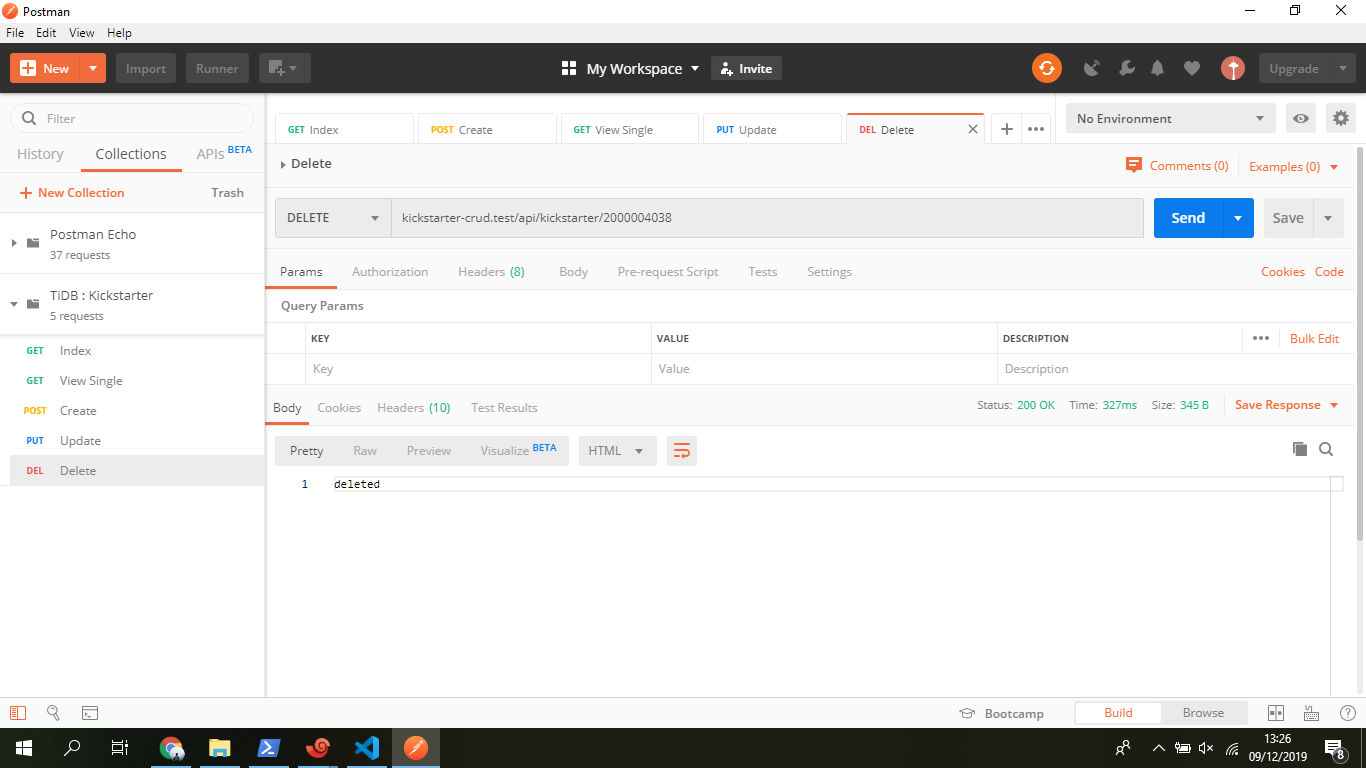 Postman
File Edit View Help
New Import Runner My Workspace Invite Upgrade
Filter
History Collections APIs BETA
New Collection Trash
Postman Echo
37 requests
TiDB : Kickstarter
5 requests
GET Index
GET View Single
POST Create
PUT Update
DEL Delete
GET Index POST Create GET View Single PUT Update DEL Delete No Environment
Delete Comments (0) Examples (0)
DELETE kickstarter-crud.test/api/kickstarter/2000004038 Send Save
Params Authorization Headers (8) Body Pre-request Script Tests Settings Cookies Code
Query Params
KEY VALUE DESCRIPTION Bulk Edit
Key Value Description
Body Cookies Headers (10) Test Results Status: 200 OK Time: 327ms Size: 345 B Save Response
Pretty Raw Preview Visualize BETA HTML
1 deleted
Bootcamp Build Browse
13:26
09/12/2019 8